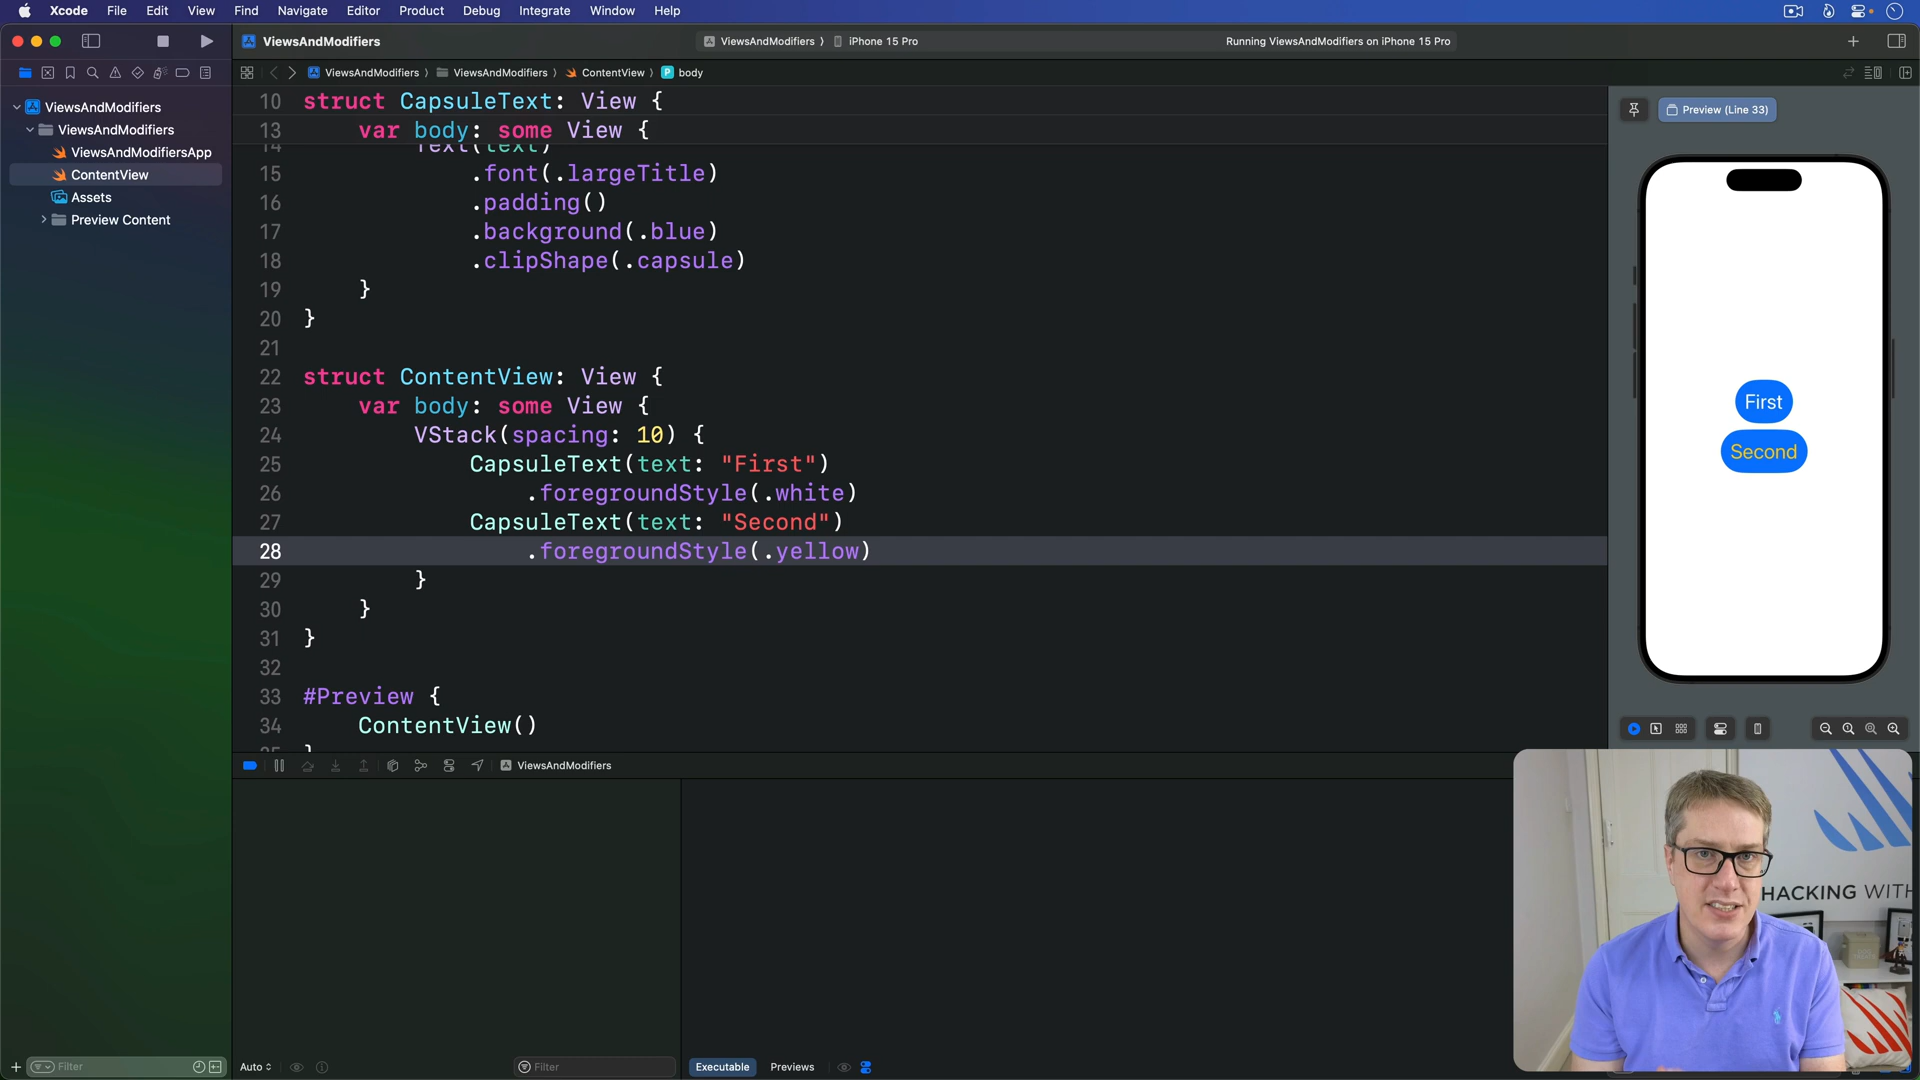 Xcode File Edit View Find Navigate Editor Product Debug Integrate Window Help
ViewsAndModifiers
ViewsAndModifiers 〉 iPhone 15 Pro
Running ViewsAndModifiers on iPhone 15 Pro
ViewsAndModifiers 〉 ViewsAndModifiers 〉 ContentView 〉 P body
ViewsAndModifiers
ViewsAndModifiers
ViewsAndModifiersApp
ContentView
Assets
Preview Content
10 struct CapsuleText: View {
13 var body: some View {
14 Text(text)
15 .font(.largeTitle)
16 .padding()
17 .background(.blue)
18 .clipShape(.capsule)
19 }
20 }
21
22 struct ContentView: View {
23 var body: some View {
24 VStack(spacing: 10) {
25 CapsuleText(text: "First")
26 .foregroundStyle(.white)
27 CapsuleText(text: "Second")
28 .foregroundStyle(.yellow)
29 }
30 }
31 }
32
33 #Preview {
34 ContentView()
35 }
Preview (Line 33)
First
Second
ViewsAndModifiers
HACKING WITH
Filter
Auto
Filter
Executable
Previews